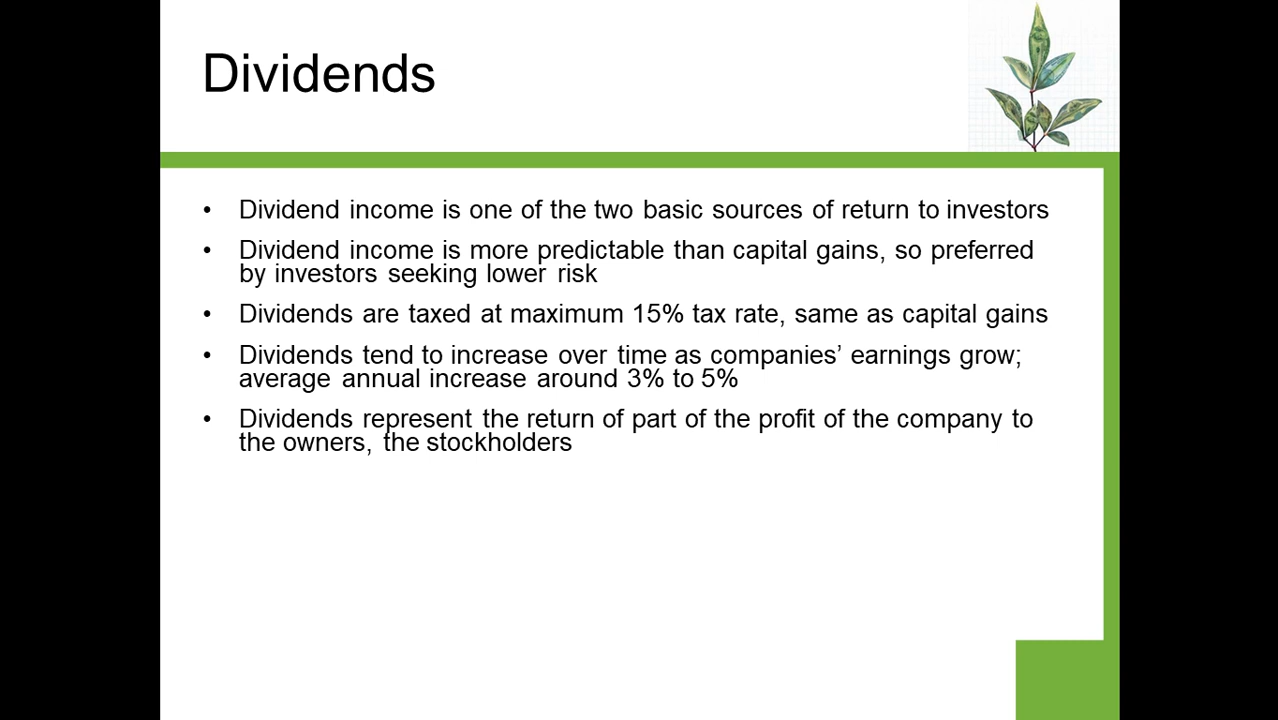 Dividends
• Dividend income is one of the two basic sources of return to investors
• Dividend income is more predictable than capital gains, so preferred
by investors seeking lower risk
• Dividends are taxed at maximum 15% tax rate, same as capital gains
• Dividends tend to increase over time as companies’ earnings grow;
average annual increase around 3% to 5%
• Dividends represent the return of part of the profit of the company to
the owners, the stockholders